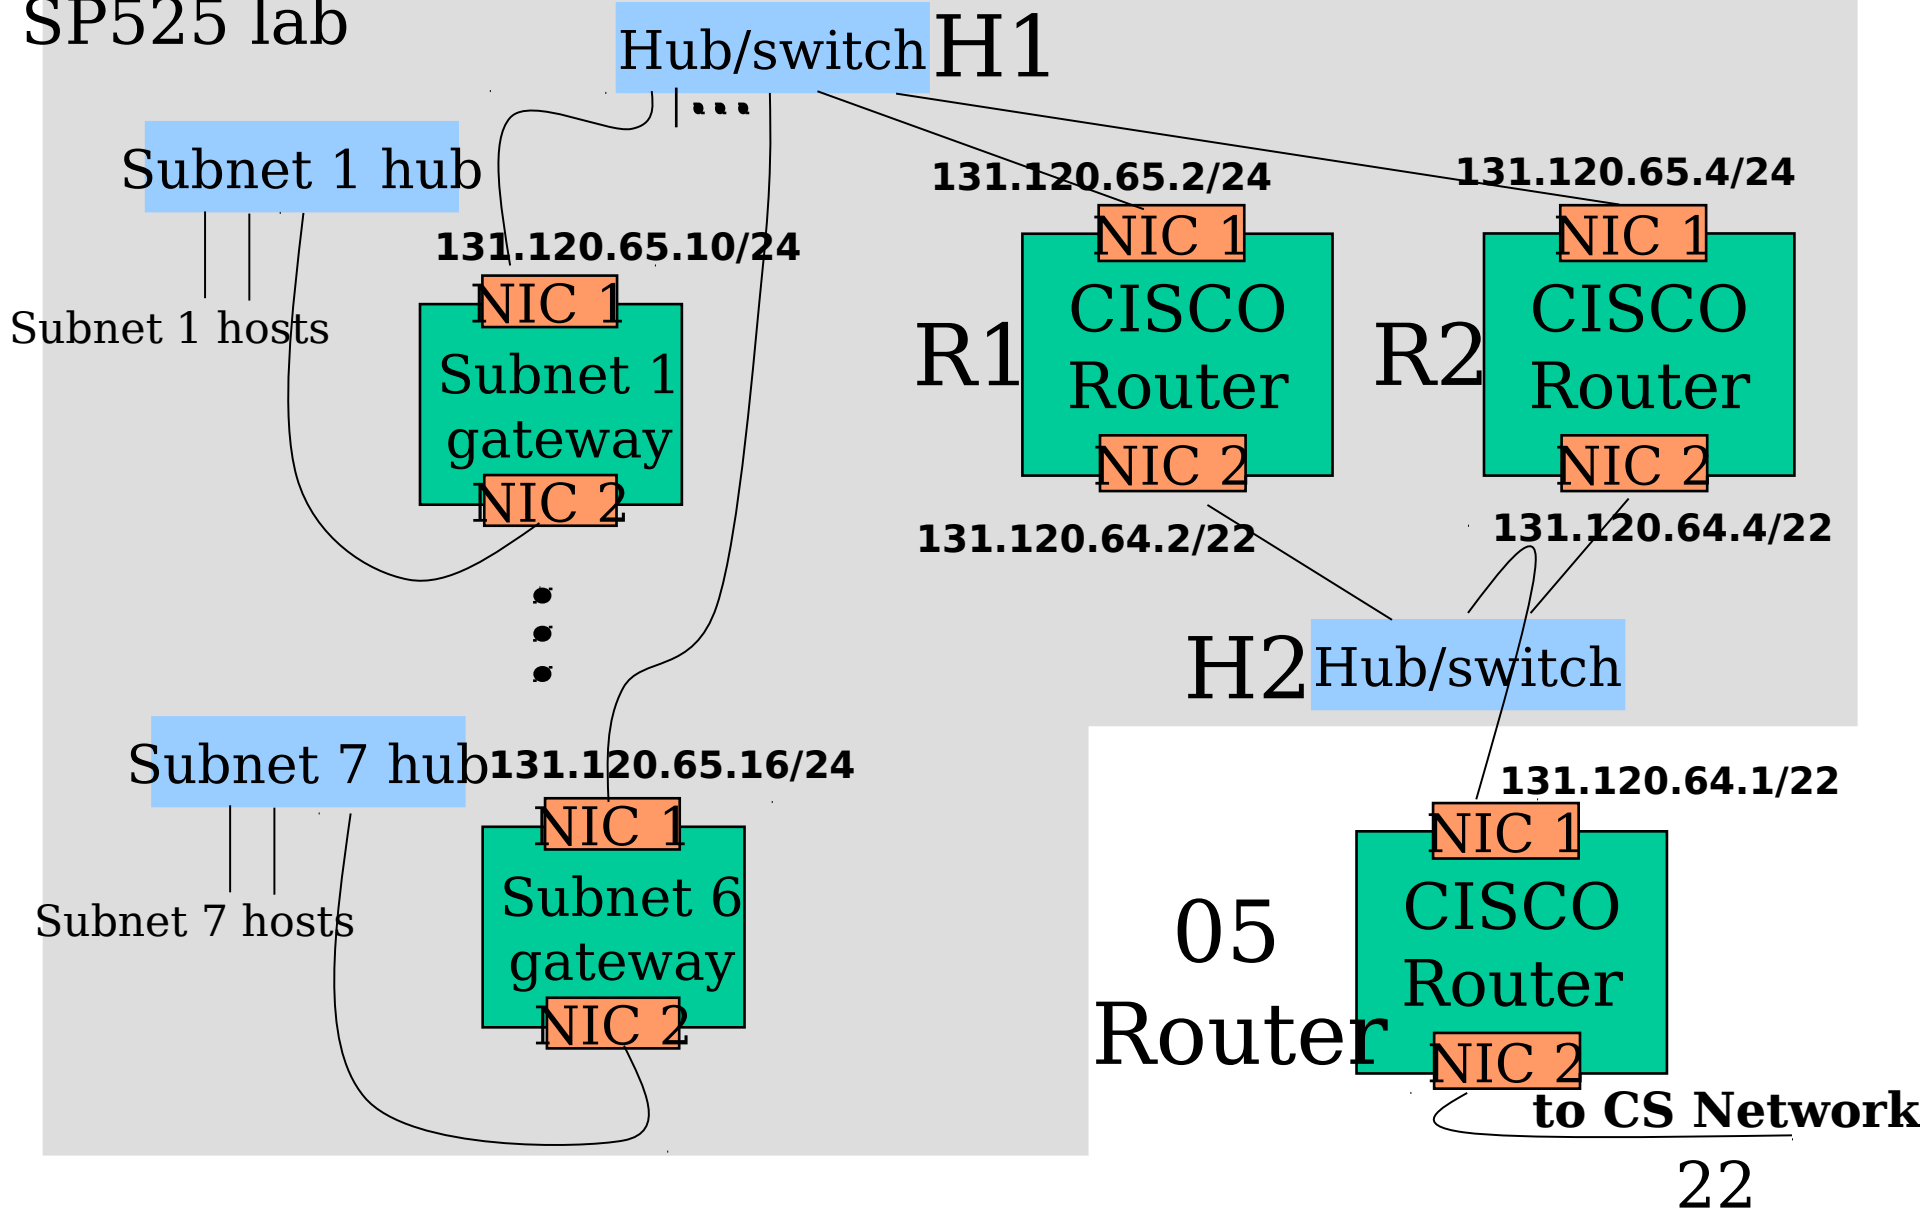 SP525 lab
Hub/switch
H1
Subnet 1 hub
131.120.65.2/24
131.120.65.4/24
NIC 1
NIC 1
131.120.65.10/24
NIC 1
CISCO
Router
CISCO
Router
Subnet 1 hosts
R1
R2
Subnet 1
gateway
NIC 2
NIC 2
NIC 2
131.120.64.2/22
131.120.64.4/22
H2
Hub/switch
Subnet 7 hub
131.120.65.16/24
131.120.64.1/22
NIC 1
NIC 1
Subnet 6
gateway
CISCO
Router
Subnet 7 hosts
05
Router
NIC 2
NIC 2
to CS Network
22